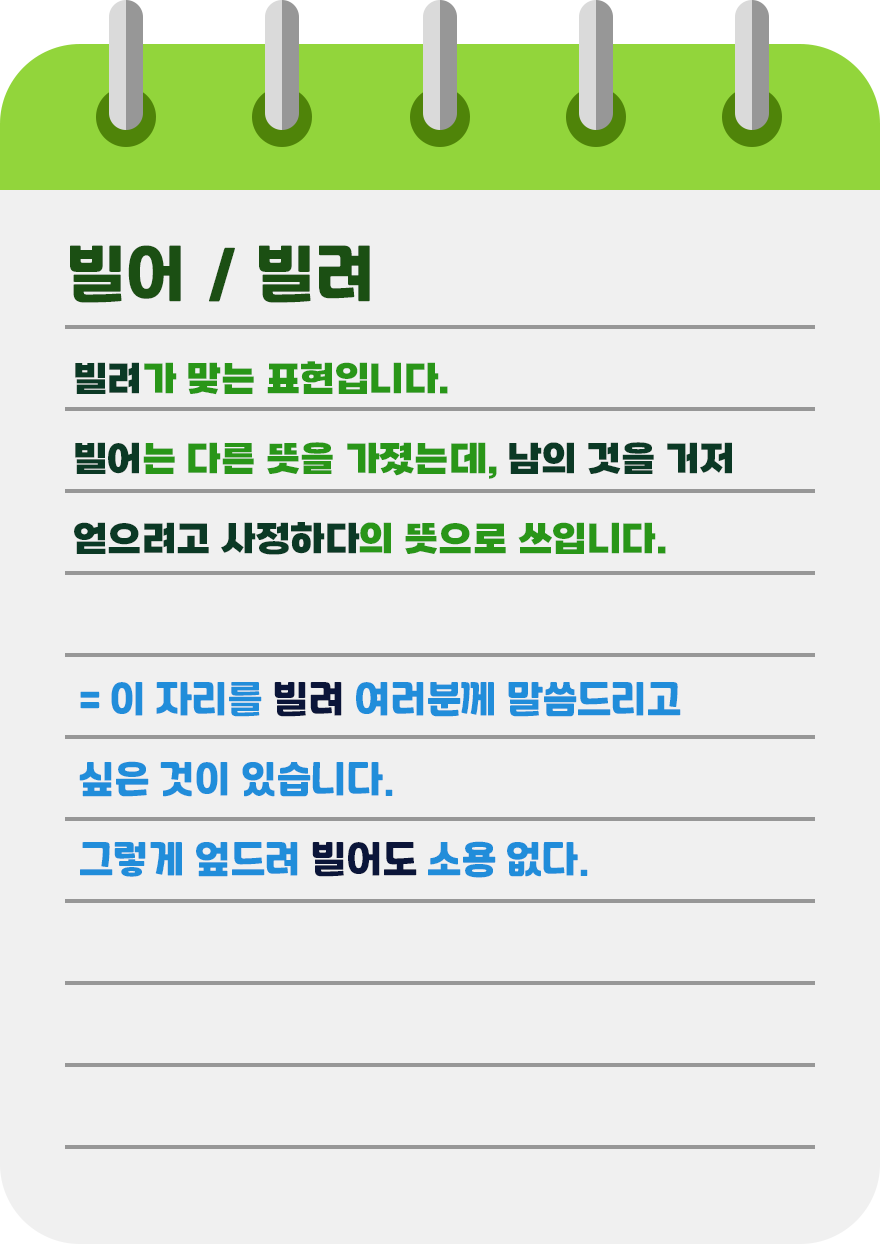 빌어 / 빌려
빌려가 맞는 표현입니다.
빌어는 다른 뜻을 가졌는데, 남의 것을 거저
얻으려고 사정하다의 뜻으로 쓰입니다.
= 이 자리를 빌려 여러분께 말씀드리고
싶은 것이 있습니다.
그렇게 엎드려 빌어도 소용 없다.